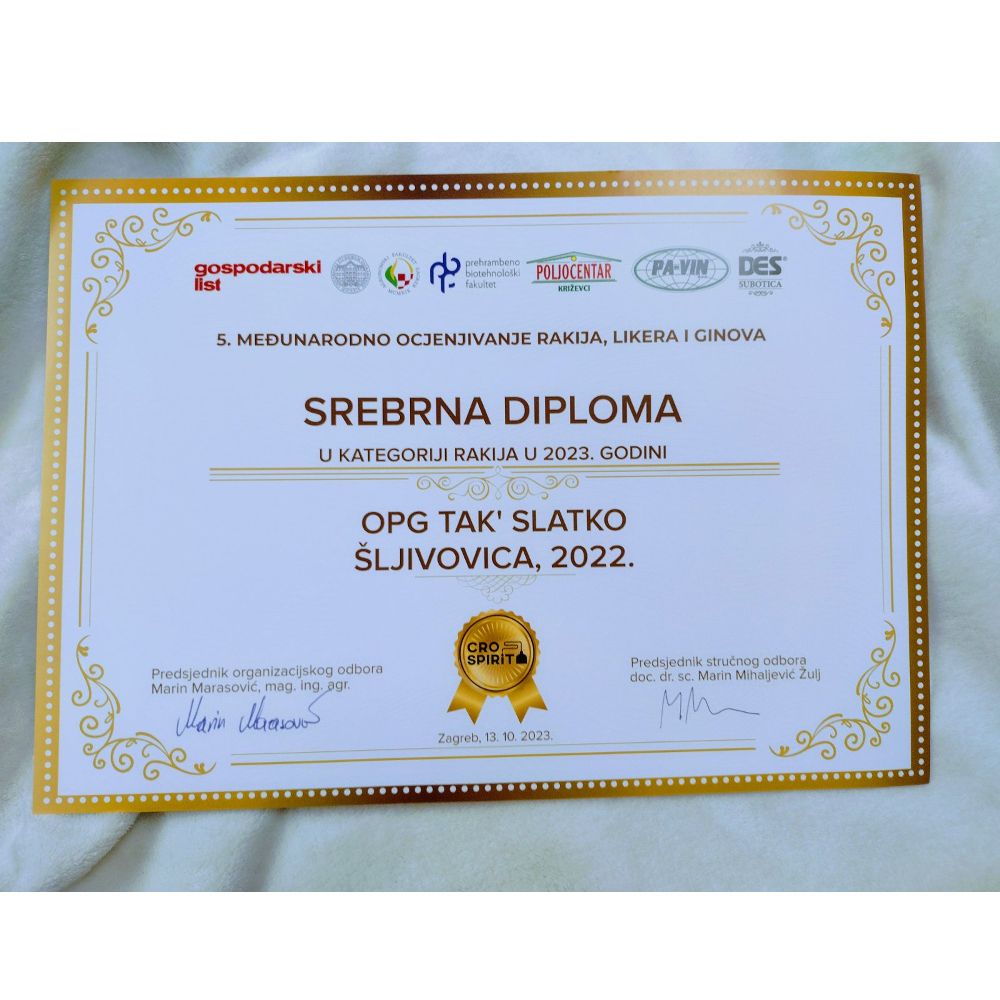 gospodarski
list
prehrambeno
biotehnološki
fakultet
POLJOCENTAR
KRIŽEVCI
PA-VIN
DES®
SUBOTICA
5. MEĐUNARODNO OCJENJIVANJE RAKIJA, LIKERA I GINOVA
SREBRNA DIPLOMA
U KATEGORIJI RAKIJA U 2023. GODINI
OPG TAK' SLATKO
ŠLJIVOVICA, 2022.
CRO
SPIRIT
Predsjednik organizacijskog odbora
Marin Marasović, mag. ing. agr.
Marin Marasović
Predsjednik stručnog odbora
doc. dr. sc. Marin Mihaljević Žulj
Zagreb, 13. 10. 2023.